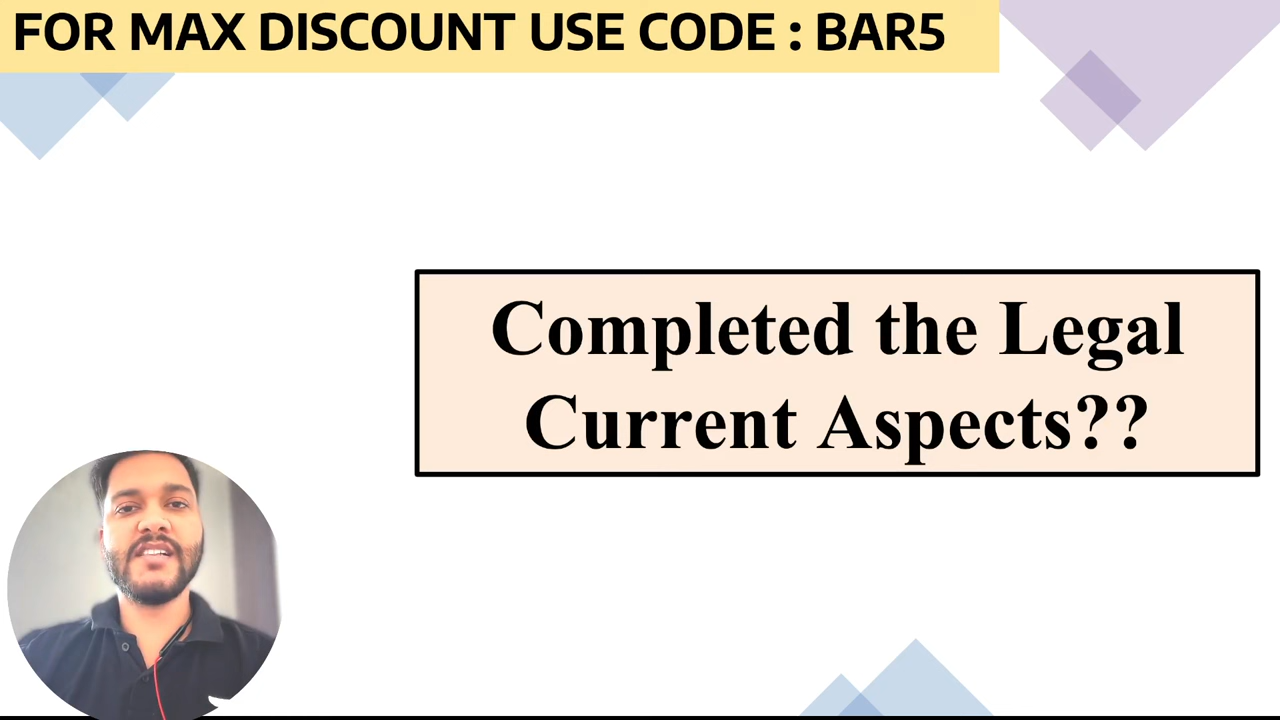 FOR MAX DISCOUNT USE CODE : BAR5
Completed the Legal
Current Aspects??